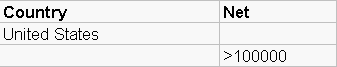 Country Net
United States
>100000